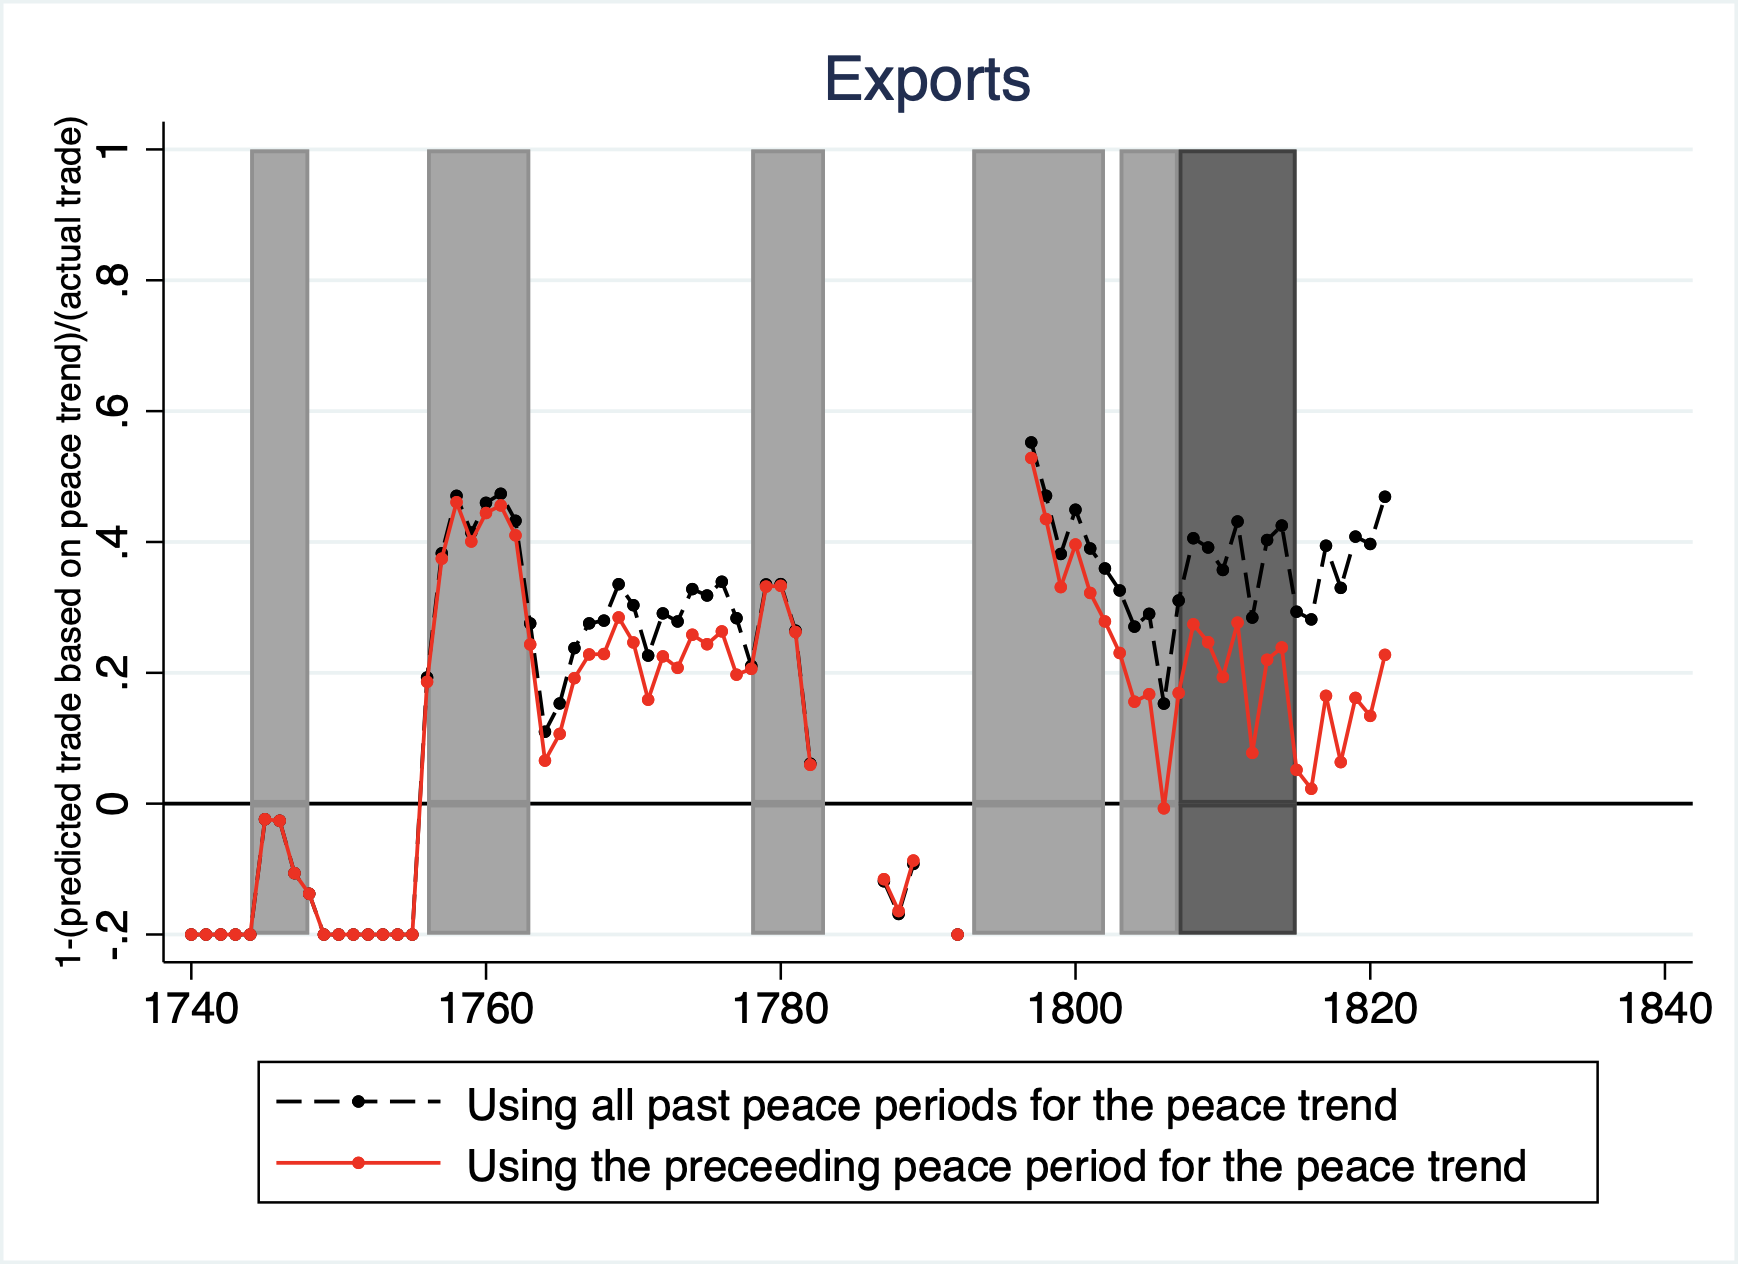 Exports
1-((predicted trade based on peace trend)/(actual trade)
1
.8
.6
.4
.2
0
-.2
1740 1760 1780 1800 1820 1840
Using all past peace periods for the peace trend
Using the preceeding peace period for the peace trend